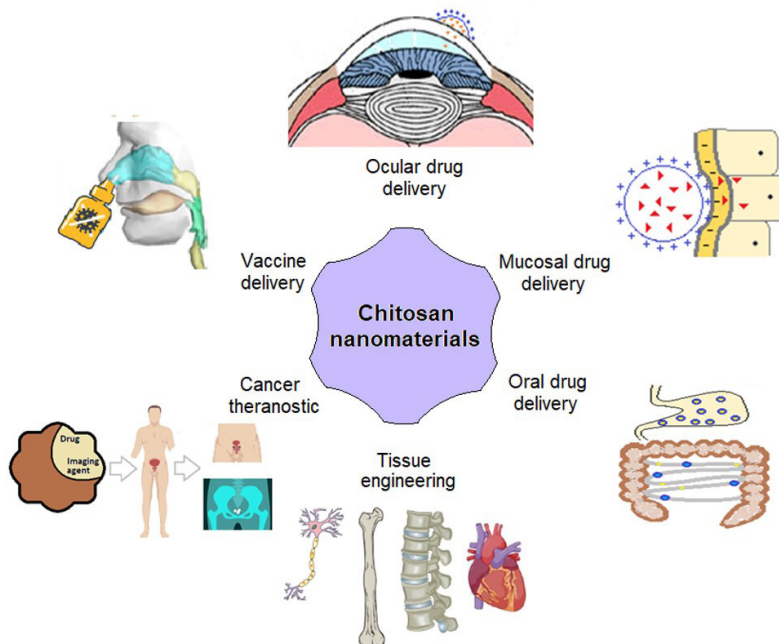 Ocular drug
delivery
Vaccine
delivery
Mucosal drug
delivery
Chitosan
nanomaterials
Cancer
theranostic
Oral drug
delivery
Drug
Imaging
agent
Tissue
engineering